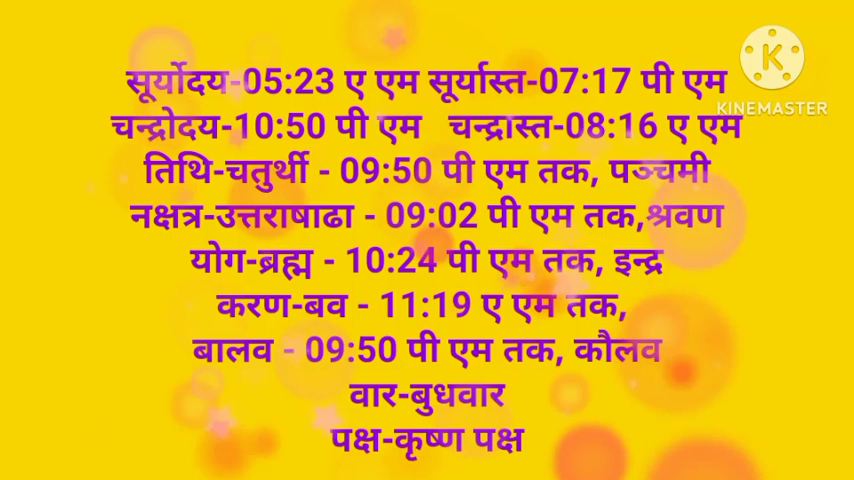 सूर्योदय-05:23 ए एम सूर्यास्त-07:17 पी एम
चन्द्रोदय-10:50 पी एम चन्द्रास्त-08:16 ए एम
तिथि-चतुर्थी - 09:50 पी एम तक, पञ्चमी
नक्षत्र-उत्तराषाढा - 09:02 पी एम तक,श्रवण
योग-ब्रह्म - 10:24 पी एम तक, इन्द्र
करण-बव - 11:19 ए एम तक,
बालव - 09:50 पी एम तक, कौलव
वार-बुधवार
पक्ष-कृष्ण पक्ष
K
KINEMASTER